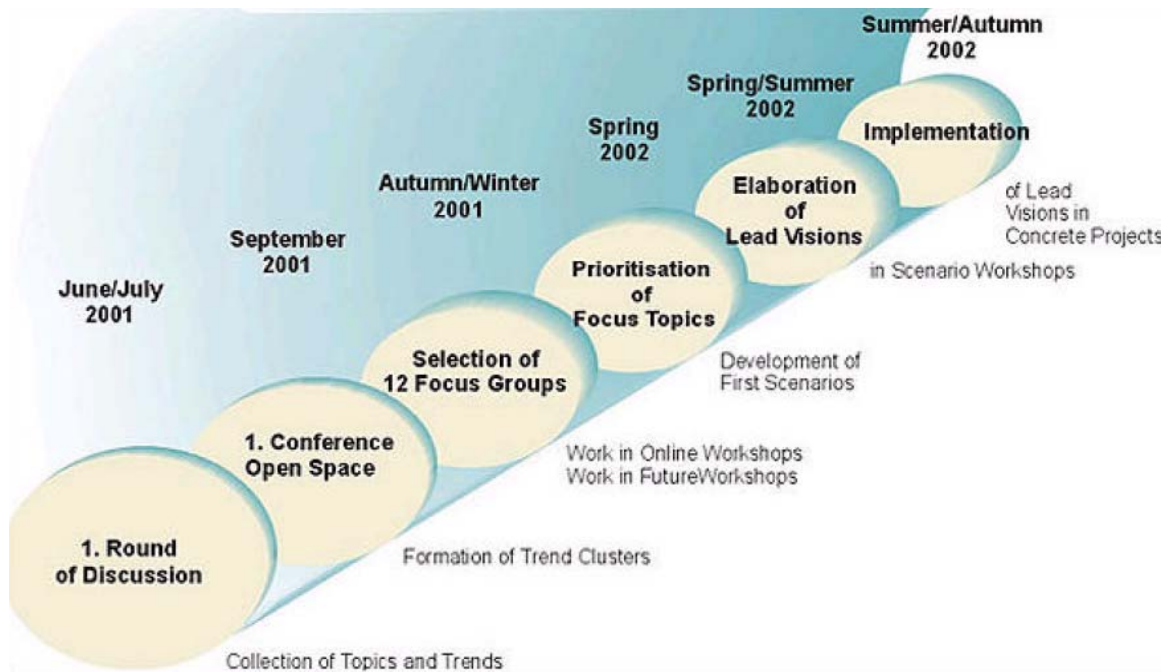 June/July
2001
1. Round
of Discussion
Collection of Topics and Trends
September
2001
1. Conference
Open Space
Formation of Trend Clusters
Autumn/Winter
2001
Selection of
12 Focus Groups
Work in Online Workshops
Work in FutureWorkshops
Spring
2002
Prioritisation
of
Focus Topics
Development of
First Scenarios
Spring/Summer
2002
Elaboration
of
Lead Visions
in Scenario Workshops
Summer/Autumn
2002
Implementation
of Lead
Visions in
Concrete Projects